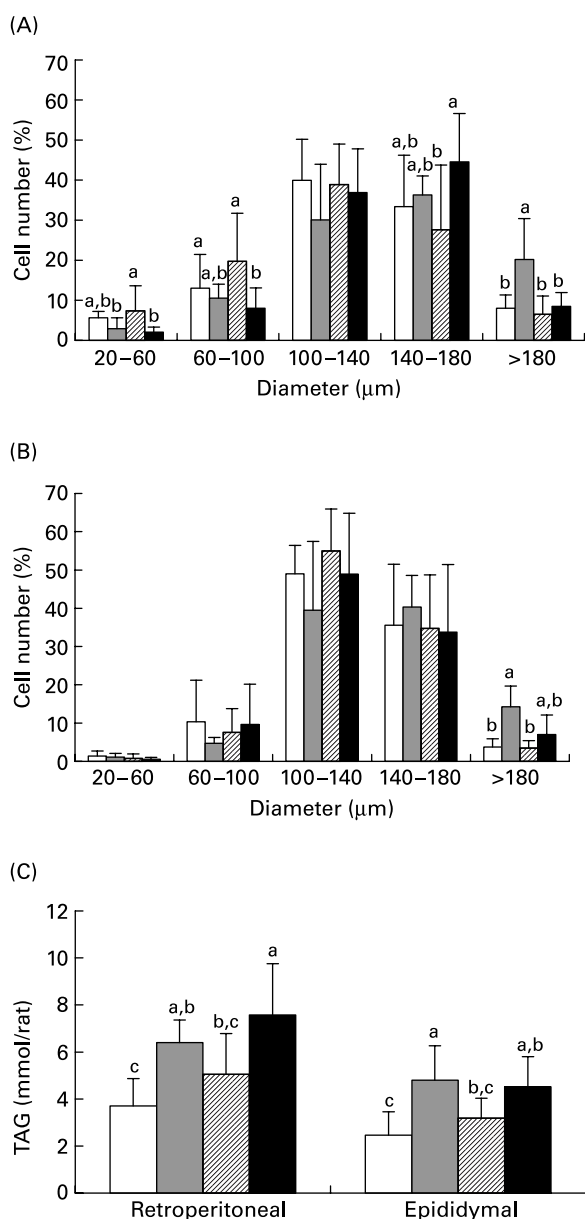 (A)
70
60
50
40
30
20
10
0
Cell number (%)
a,b
b
a
b
a
a,b
a
b
a,b
a,b
b
a
b
a
b
b
20–60
60–100
100–140
140–180
>180
Diameter (μm)
(B)
70
60
50
40
30
20
10
0
Cell number (%)
b
a
b
a,b
20–60
60–100
100–140
140–180
>180
Diameter (μm)
(C)
12
10
8
6
4
2
0
TAG (mmol/rat)
c
a,b
b,c
a
c
a
b,c
a,b
Retroperitoneal
Epididymal